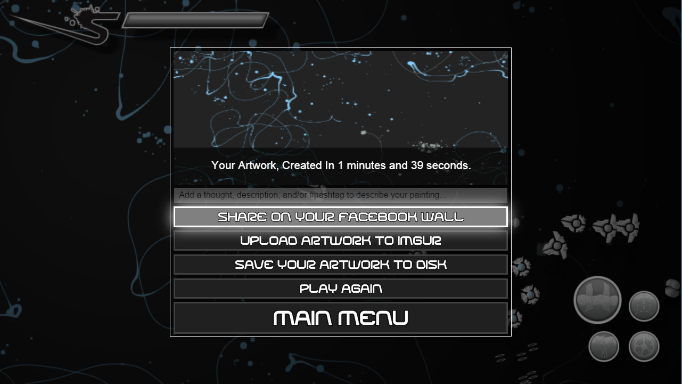 Your Artwork, Created In 1 minutes and 39 seconds.
Add a thought, description, and/or #hashtag to describe your painting...
SHARE ON YOUR FACEBOOK WALL
UPLOAD ARTWORK TO IMGUR
SAVE YOUR ARTWORK TO DISK
PLAY AGAIN
MAIN MENU